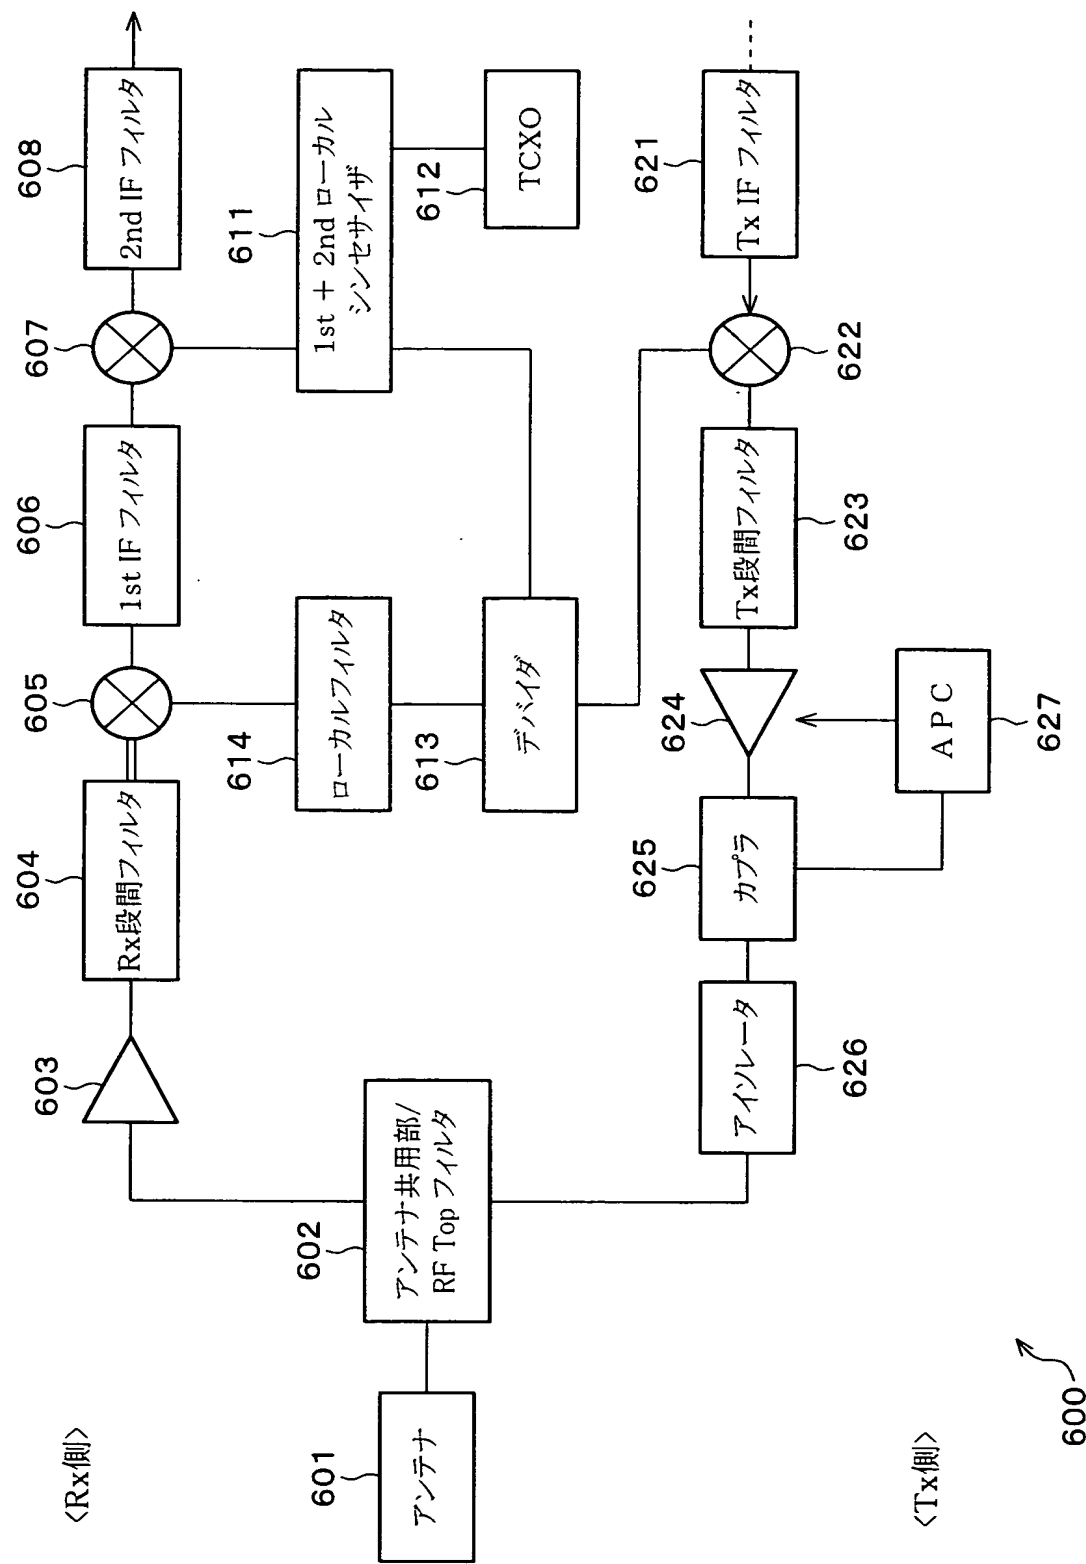 <Rx側>
601
アンテナ
602
アンテナ共用部/
RF Top フィルタ
603
604
Rx段間フィルタ
605
606
1st IF フィルタ
607
608
2nd IF フィルタ
611
1st + 2nd ローカル
シンセサイザ
612
TCXO
613
デバイダ
614
ローカルフィルタ
621
Tx IF フィルタ
622
623
Tx段間フィルタ
624
625
カプラ
626
アイソレータ
627
APC
<Tx側>
600